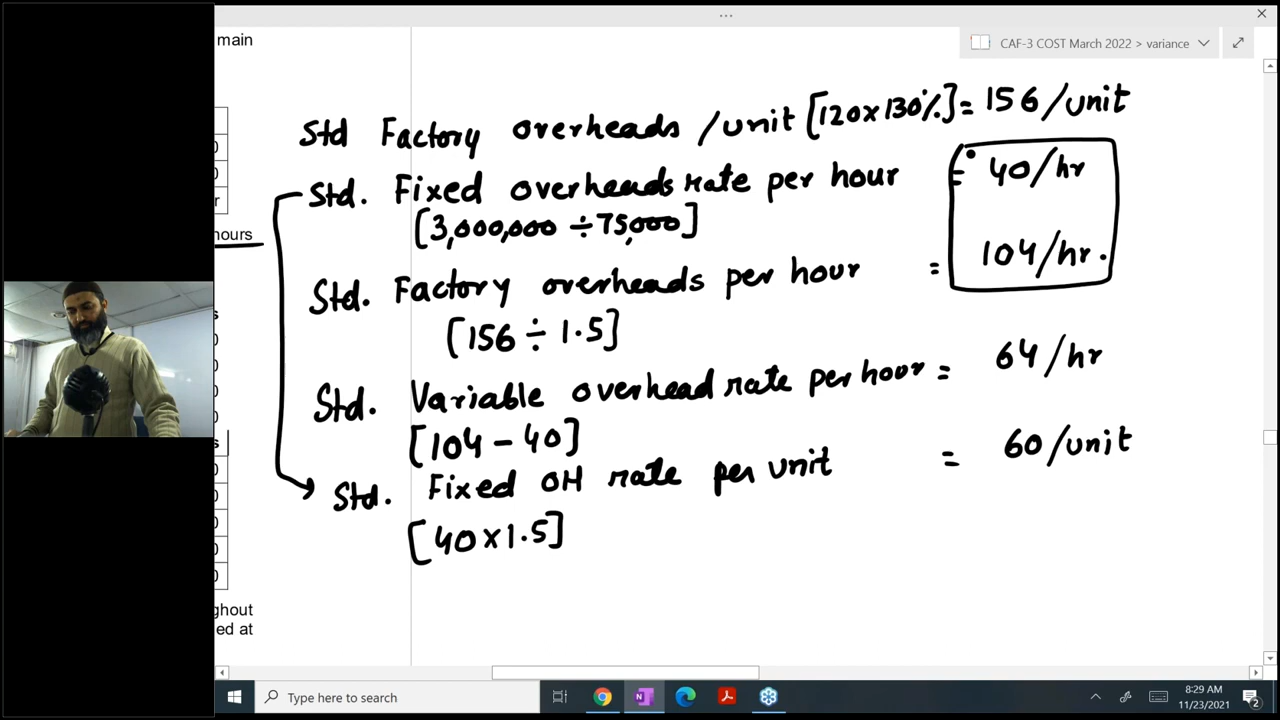 main
CAF-3 COST March 2022 > variance
Std Factory overheads /unit [120x130%] = 156/unit
Std. Fixed overheads rate per hour = 40/hr
[3,000,000 ÷ 75,000]
hours
Std. Factory overheads per hour = 104/hr.
[156 ÷ 1.5]
Std. Variable overhead rate per hour = 64/hr
[104 - 40]
Std. Fixed OH rate per unit = 60/unit
[40 x 1.5]
ghout
ed at
Type here to search
8:29 AM
11/23/2021
2